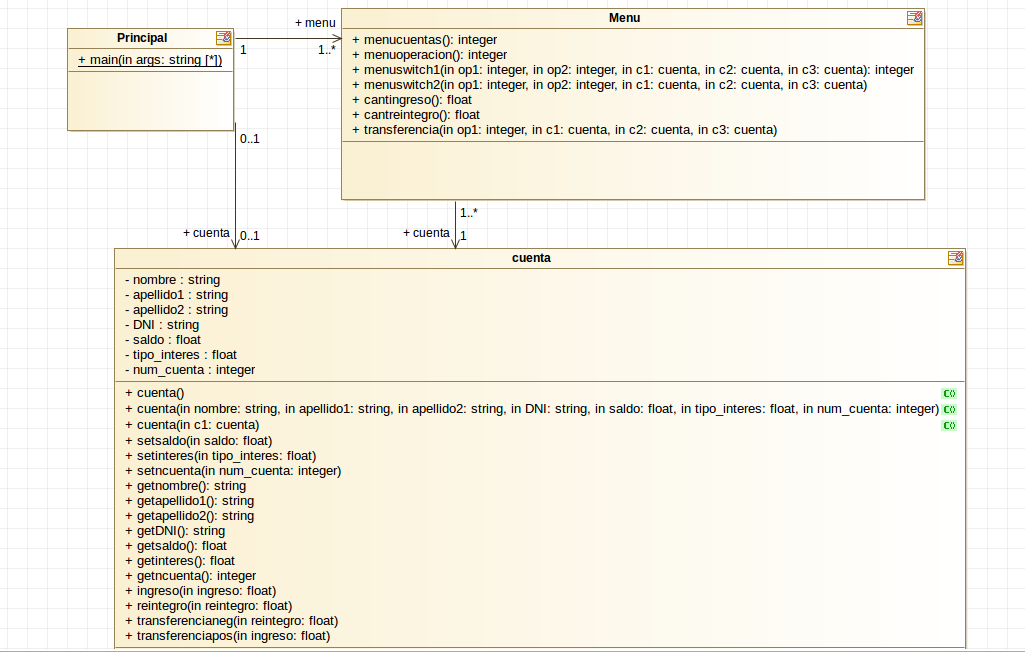 Principal
+ main(in args: string [*])
+ menu
1
1..*
Menu
+ menucuentas(): integer
+ menuoperacion(): integer
+ menuswitch1(in op1: integer, in op2: integer, in c1: cuenta, in c2: cuenta, in c3: cuenta): integer
+ menuswitch2(in op1: integer, in op2: integer, in c1: cuenta, in c2: cuenta, in c3: cuenta)
+ cantingreso(): float
+ cantreintegro(): float
+ transferencia(in op1: integer, in c1: cuenta, in c2: cuenta, in c3: cuenta)
0..1
+ cuenta
0..1
1..*
+ cuenta
1
cuenta
- nombre : string
- apellido1 : string
- apellido2 : string
- DNI : string
- saldo : float
- tipo_interes : float
- num_cuenta : integer
+ cuenta()
C()
+ cuenta(in nombre: string, in apellido1: string, in apellido2: string, in DNI: string, in saldo: float, in tipo_interes: float, in num_cuenta: integer)
C()
+ cuenta(in c1: cuenta)
C()
+ setsaldo(in saldo: float)
+ setinteres(in tipo_interes: float)
+ setncuenta(in num_cuenta: integer)
+ getnombre(): string
+ getapellido1(): string
+ getapellido2(): string
+ getDNI(): string
+ getsaldo(): float
+ getinteres(): float
+ getncuenta(): integer
+ ingreso(in ingreso: float)
+ reintegro(in reintegro: float)
+ transferencianeg(in reintegro: float)
+ transferenciapos(in ingreso: float)